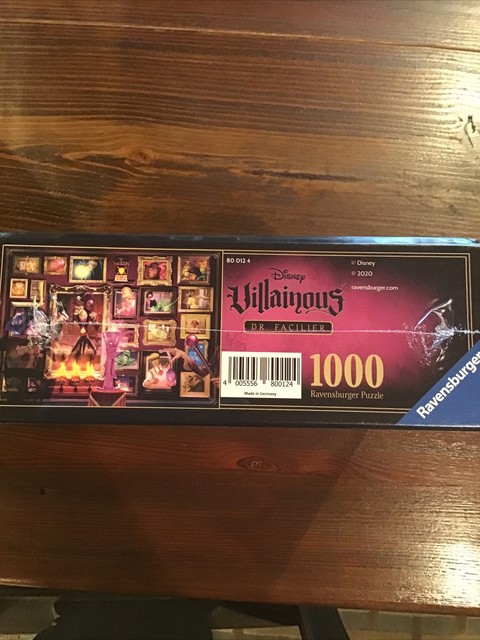 80 012 4
Disney
Villainous
DR. FACILIER
© Disney
© 2020
ravensburger.com
4 005556 800124
Made in Germany
1000
Ravensburger Puzzle
Ravensburger